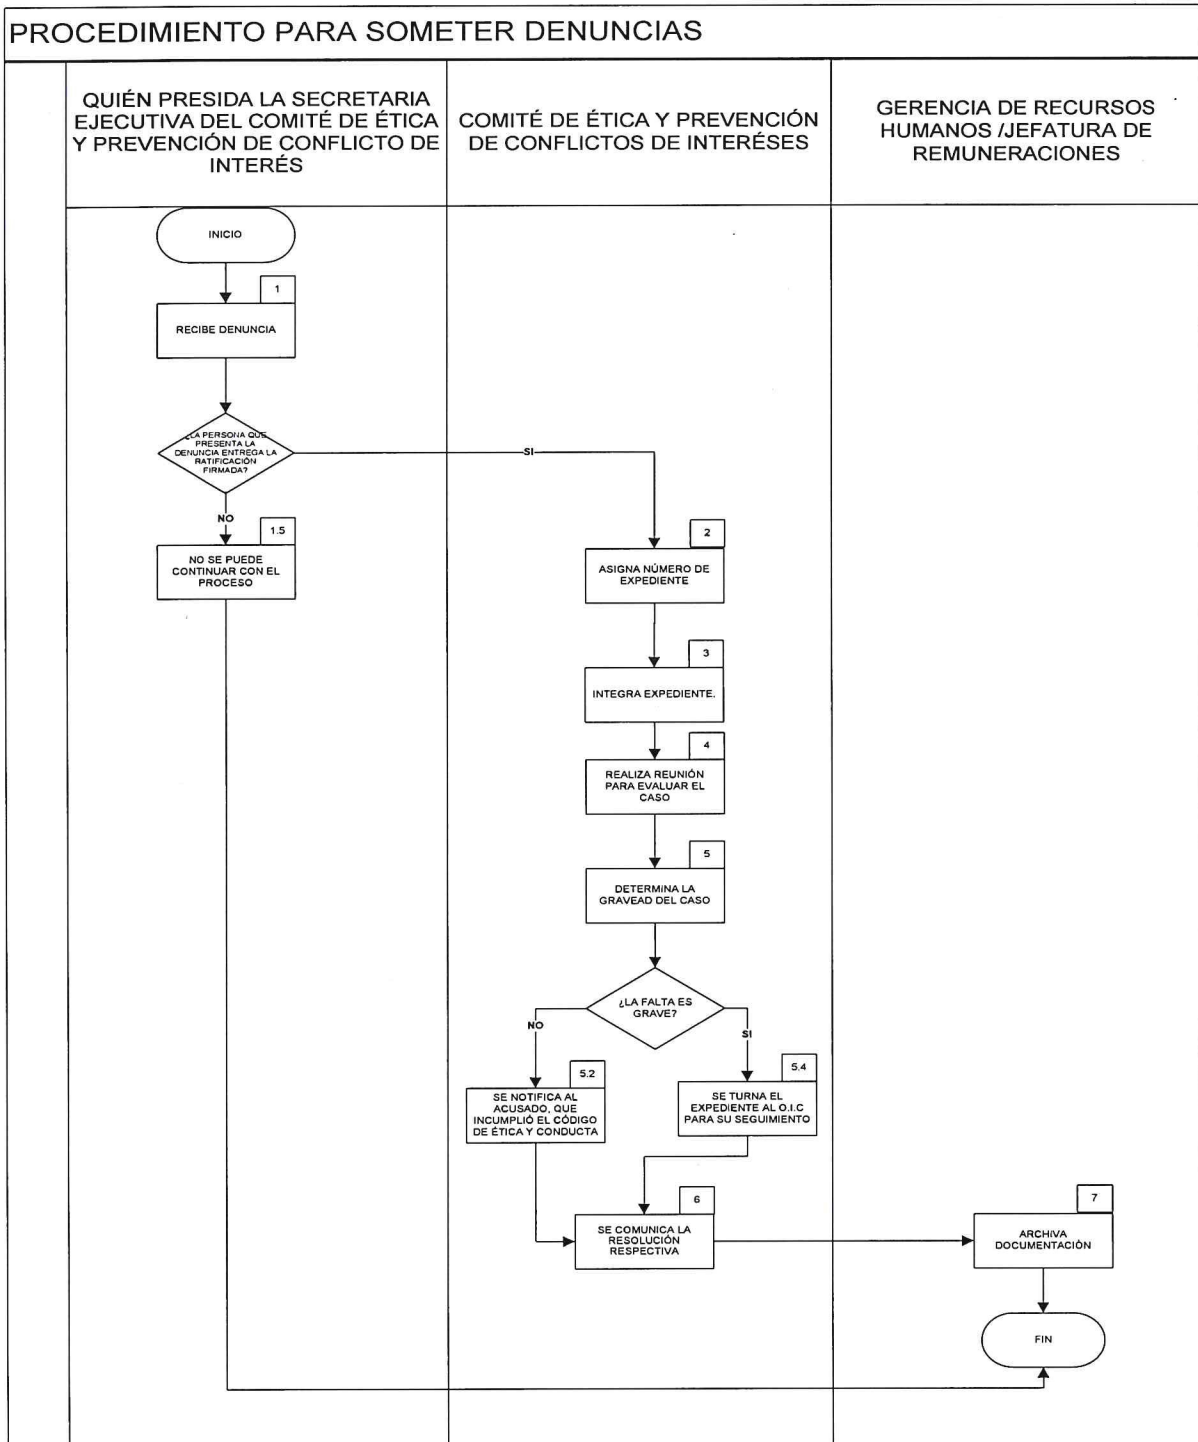 PROCEDIMIENTO PARA SOMETER DENUNCIAS
QUIÉN PRESIDA LA SECRETARIA
EJECUTIVA DEL COMITÉ DE ÉTICA
Y PREVENCIÓN DE CONFLICTO DE
INTERÉS
COMITÉ DE ÉTICA Y PREVENCIÓN
DE CONFLICTOS DE INTERÉSES
GERENCIA DE RECURSOS
HUMANOS /JEFATURA DE
REMUNERACIONES
INICIO
1
RECIBE DENUNCIA
¿LA PERSONA QUE
PRESENTA LA
DENUNCIA ENTREGA LA
RATIFICACIÓN
FIRMADA?
SI
NO
1.5
NO SE PUEDE
CONTINUAR CON EL
PROCESO
2
ASIGNA NÚMERO DE
EXPEDIENTE
3
INTEGRA EXPEDIENTE.
4
REALIZA REUNIÓN
PARA EVALUAR EL
CASO
5
DETERMINA LA
GRAVEAD DEL CASO
¿LA FALTA ES
GRAVE?
NO
SI
5.2
SE NOTIFICA AL
ACUSADO, QUE
INCUMPLIÓ EL CÓDIGO
DE ÉTICA Y CONDUCTA
5.4
SE TURNA EL
EXPEDIENTE AL O.I.C
PARA SU SEGUIMIENTO
6
SE COMUNICA LA
RESOLUCIÓN
RESPECTIVA
7
ARCHIVA
DOCUMENTACIÓN
FIN